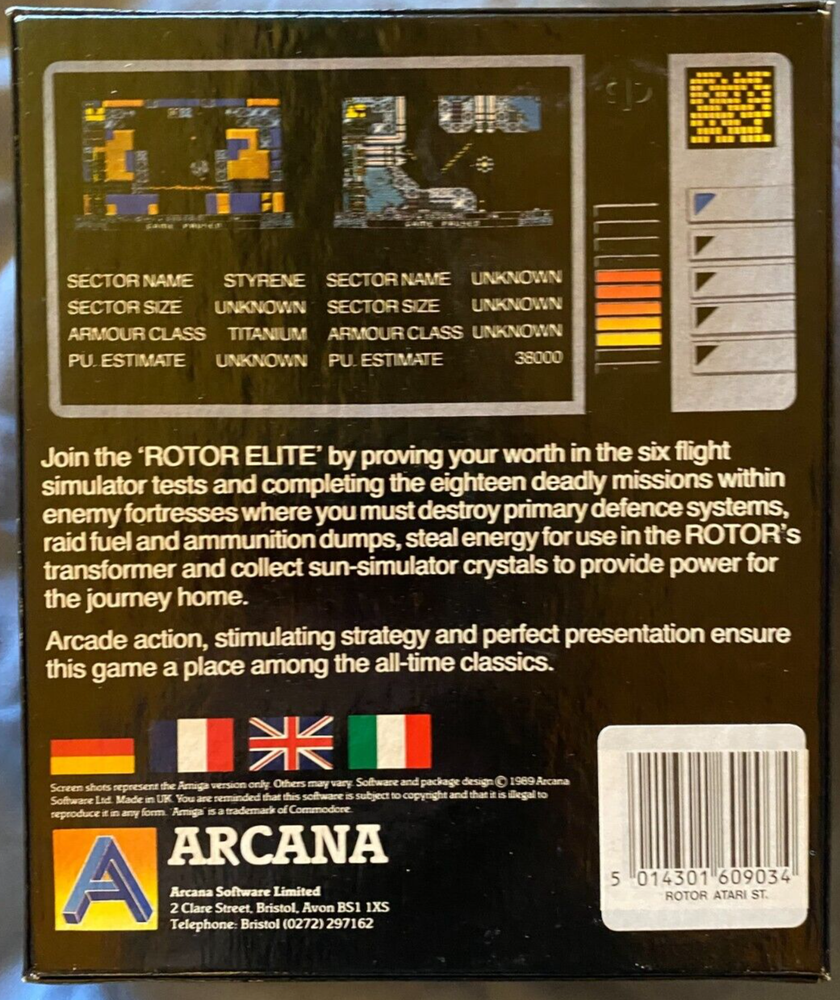 GAME PAUSED
GAME PAUSED
SECTOR NAME STYRENE
SECTOR SIZE UNKNOWN
ARMOUR CLASS TITANIUM
PU. ESTIMATE UNKNOWN
SECTOR NAME UNKNOWN
SECTOR SIZE UNKNOWN
ARMOUR CLASS UNKNOWN
PU. ESTIMATE 38000
Join the ‘ROTOR ELITE’ by proving your worth in the six flight
simulator tests and completing the eighteen deadly missions within
enemy fortresses where you must destroy primary defence systems,
raid fuel and ammunition dumps, steal energy for use in the ROTOR's
transformer and collect sun-simulator crystals to provide power for
the journey home.
Arcade action, stimulating strategy and perfect presentation ensure
this game a place among the all-time classics.
Screen shots represent the Amiga version only. Others may vary. Software and package design © 1989 Arcana
Software Ltd. Made in UK. You are reminded that this software is subject to copyright and that it is illegal to
reproduce it in any form. 'Amiga' is a trademark of Commodore.
ARCANA
Arcana Software Limited
2 Clare Street, Bristol, Avon BS1 1XS
Telephone: Bristol (0272) 297162
5 014301 609034
ROTOR ATARI ST.